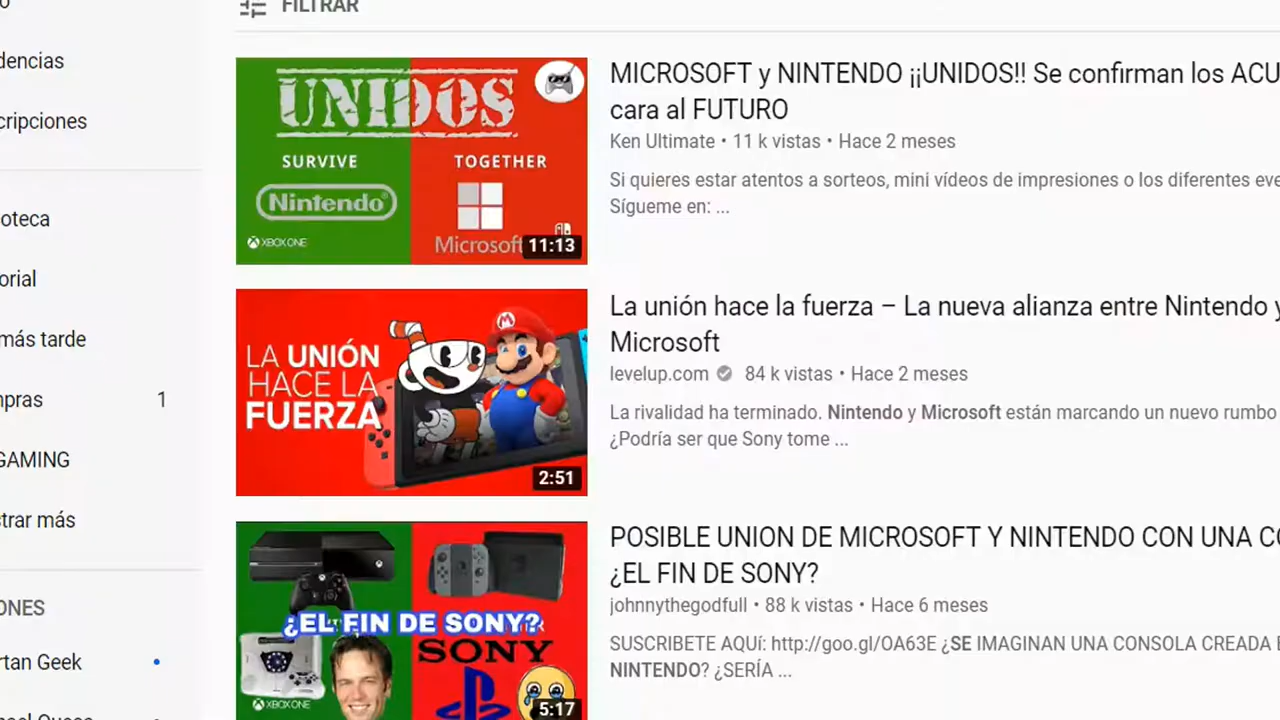 FILTRAR
dencias
cripciones
oteca
orial
más tarde
pras 1
GAMING
trar más
ONES
rtan Geek
UNIDOS
SURVIVE TOGETHER
Nintendo
Microsoft
XBOX ONE
11:13
MICROSOFT y NINTENDO ¡¡UNIDOS!! Se confirman los ACU
cara al FUTURO
Ken Ultimate • 11 k vistas • Hace 2 meses
Si quieres estar atentos a sorteos, mini vídeos de impresiones o los diferentes eve
Sígueme en: ...
LA UNIÓN
HACE LA
FUERZA
2:51
La unión hace la fuerza – La nueva alianza entre Nintendo y
Microsoft
levelup.com 84 k vistas • Hace 2 meses
La rivalidad ha terminado. Nintendo y Microsoft están marcando un nuevo rumbo
¿Podría ser que Sony tome ...
¿EL FIN DE SONY?
SONY
XBOX ONE
5:17
POSIBLE UNION DE MICROSOFT Y NINTENDO CON UNA CO
¿EL FIN DE SONY?
johnnythegodfull • 88 k vistas • Hace 6 meses
SUSCRIBETE AQUí: http://goo.gl/OA63E ¿SE IMAGINAN UNA CONSOLA CREADA
NINTENDO? ¿SERÍA ...